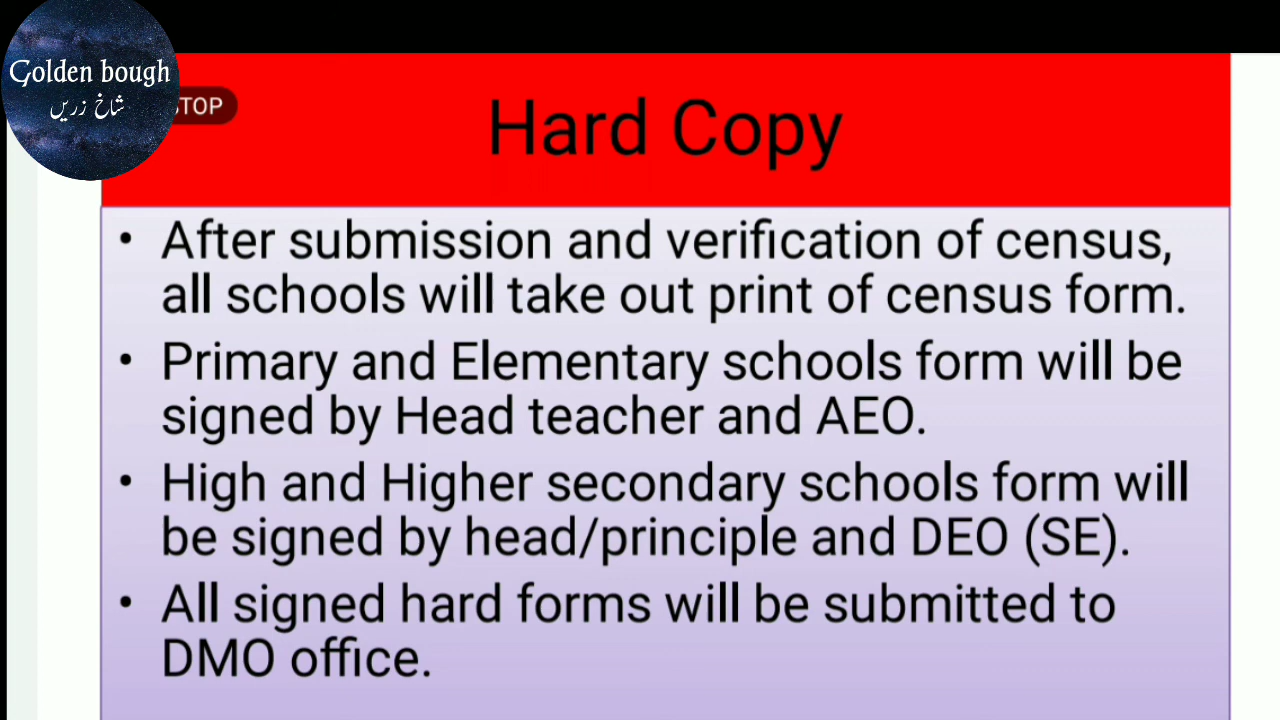 Golden bough
شاخ زریں
TOP
Hard Copy
• After submission and verification of census,
all schools will take out print of census form.
• Primary and Elementary schools form will be
signed by Head teacher and AEO.
• High and Higher secondary schools form will
be signed by head/principle and DEO (SE).
• All signed hard forms will be submitted to
DMO office.